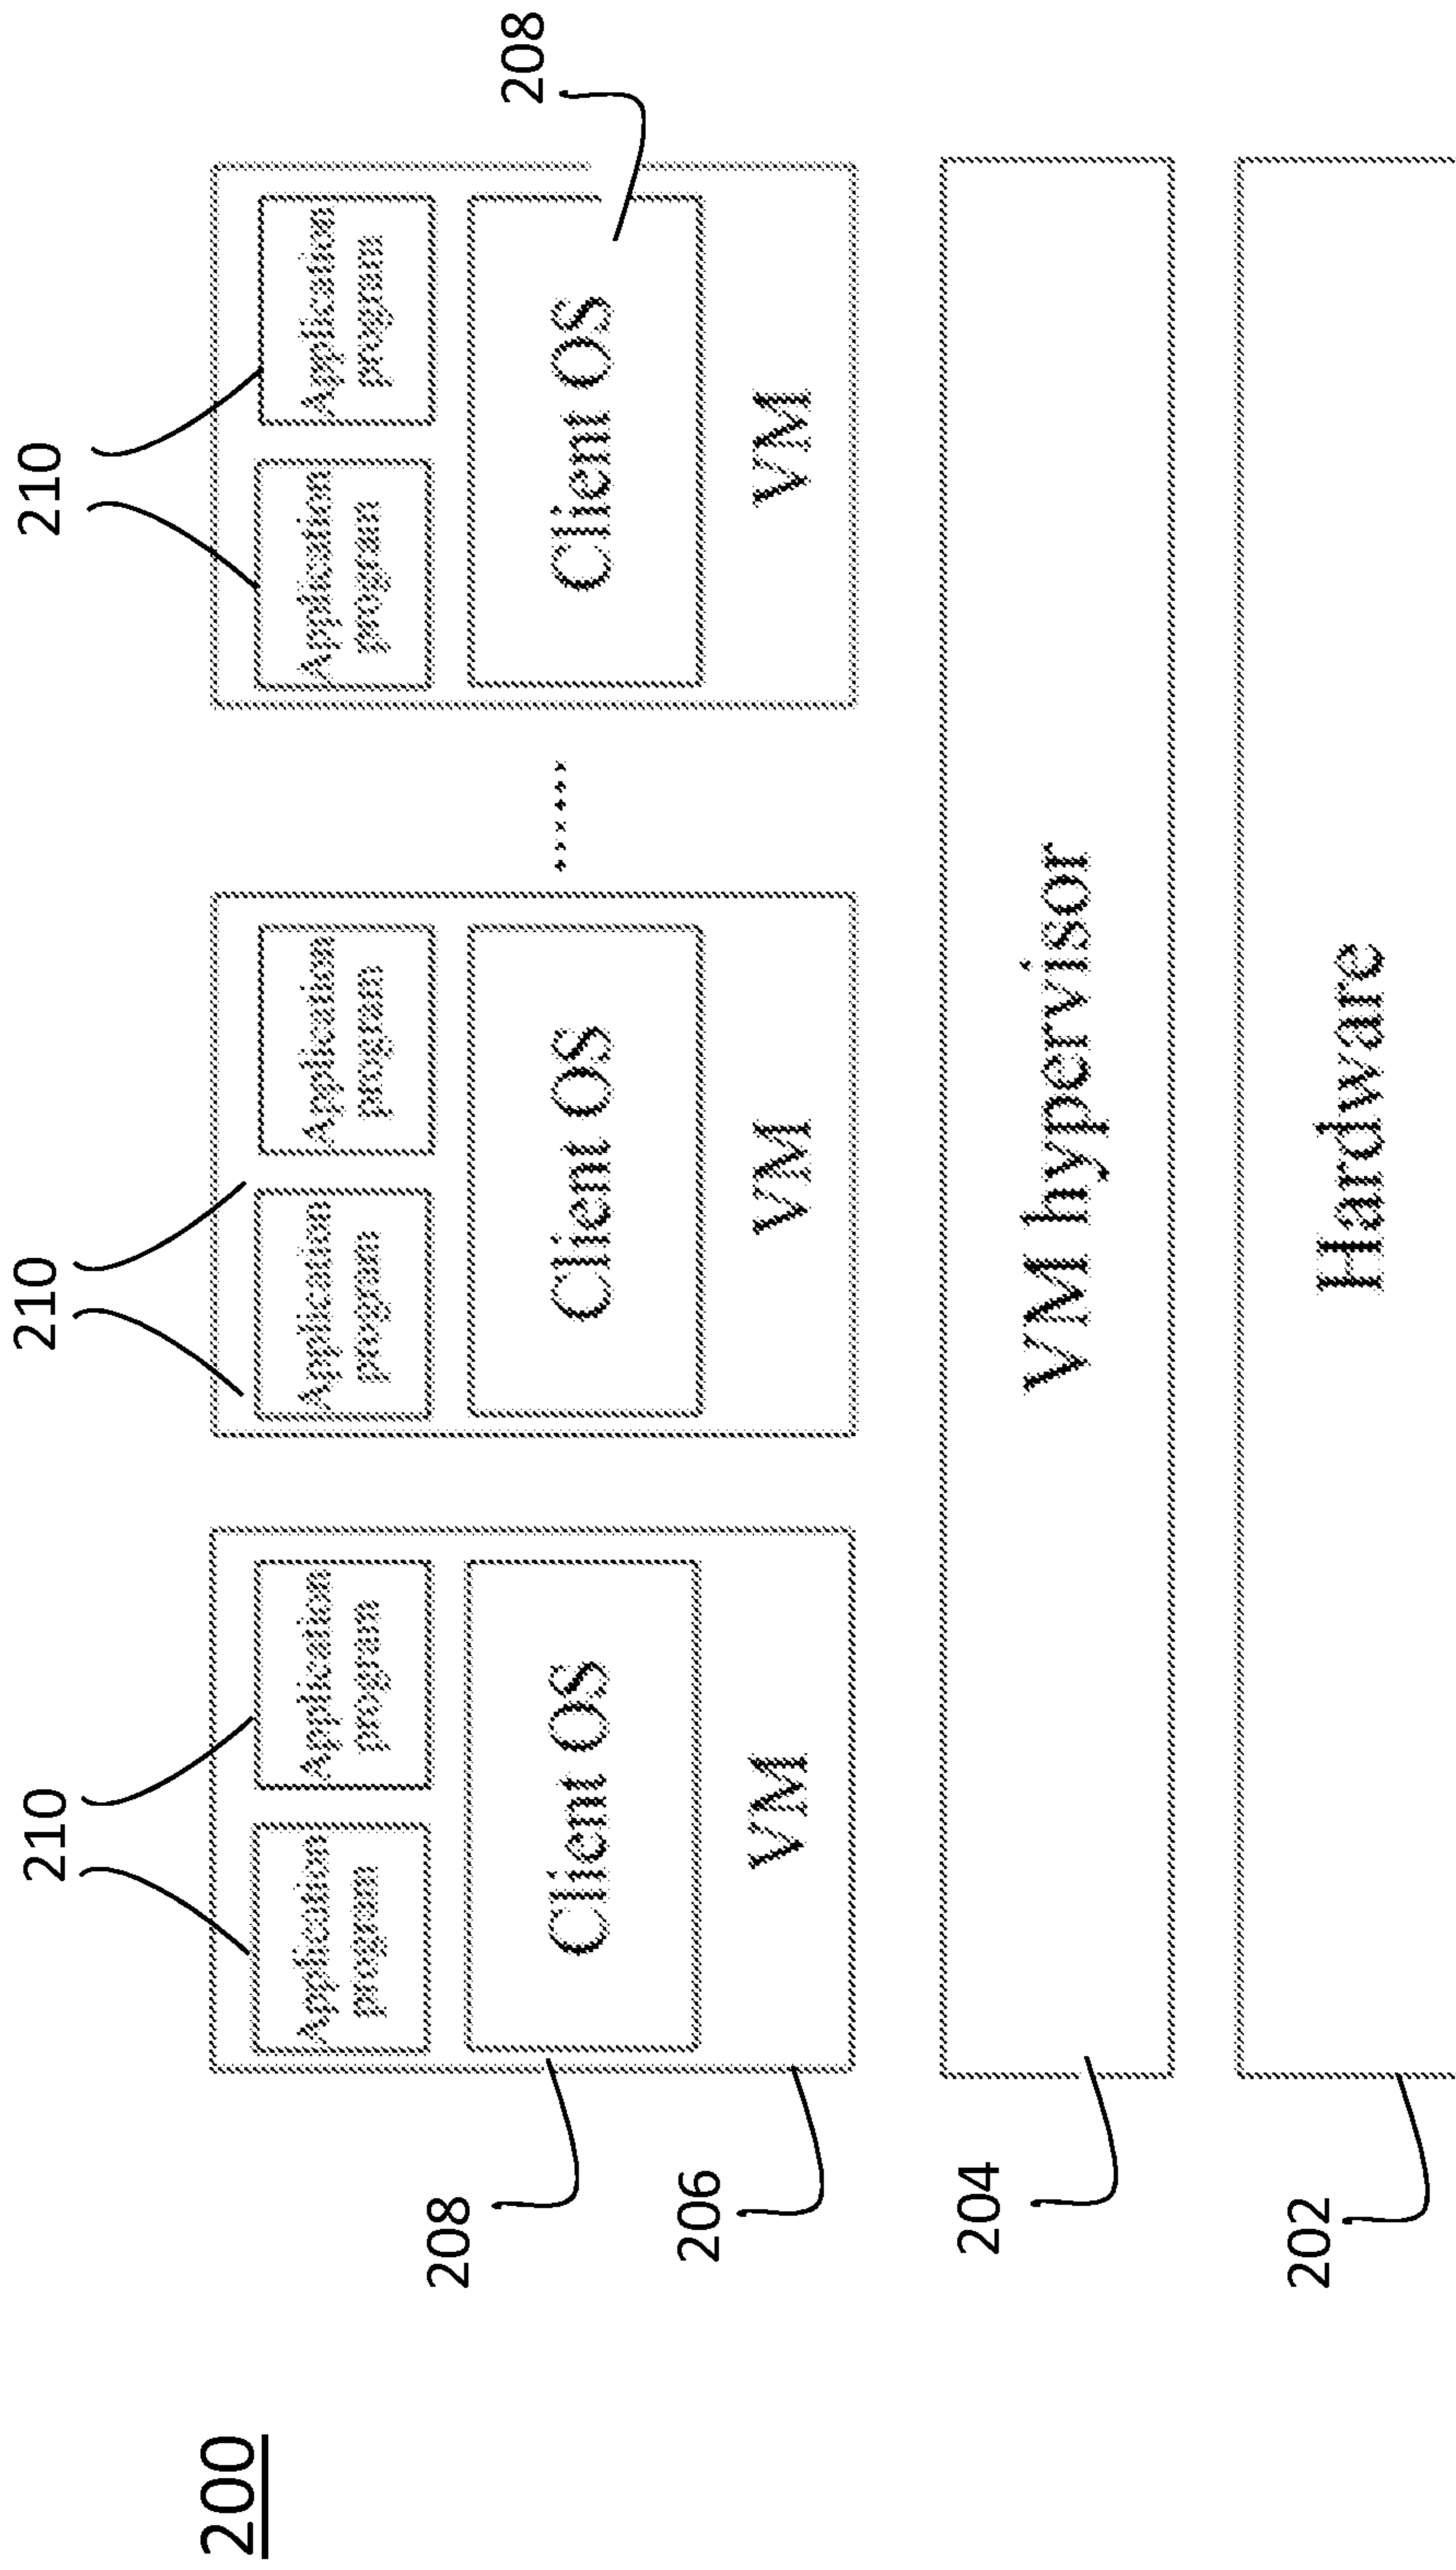 200
210
210
210
Application
program
Application
program
Application
program
Application
program
Application
program
Application
program
208
208
Client OS
Client OS
Client OS
206
VM
VM
VM
204
VM hypervisor
202
Hardware